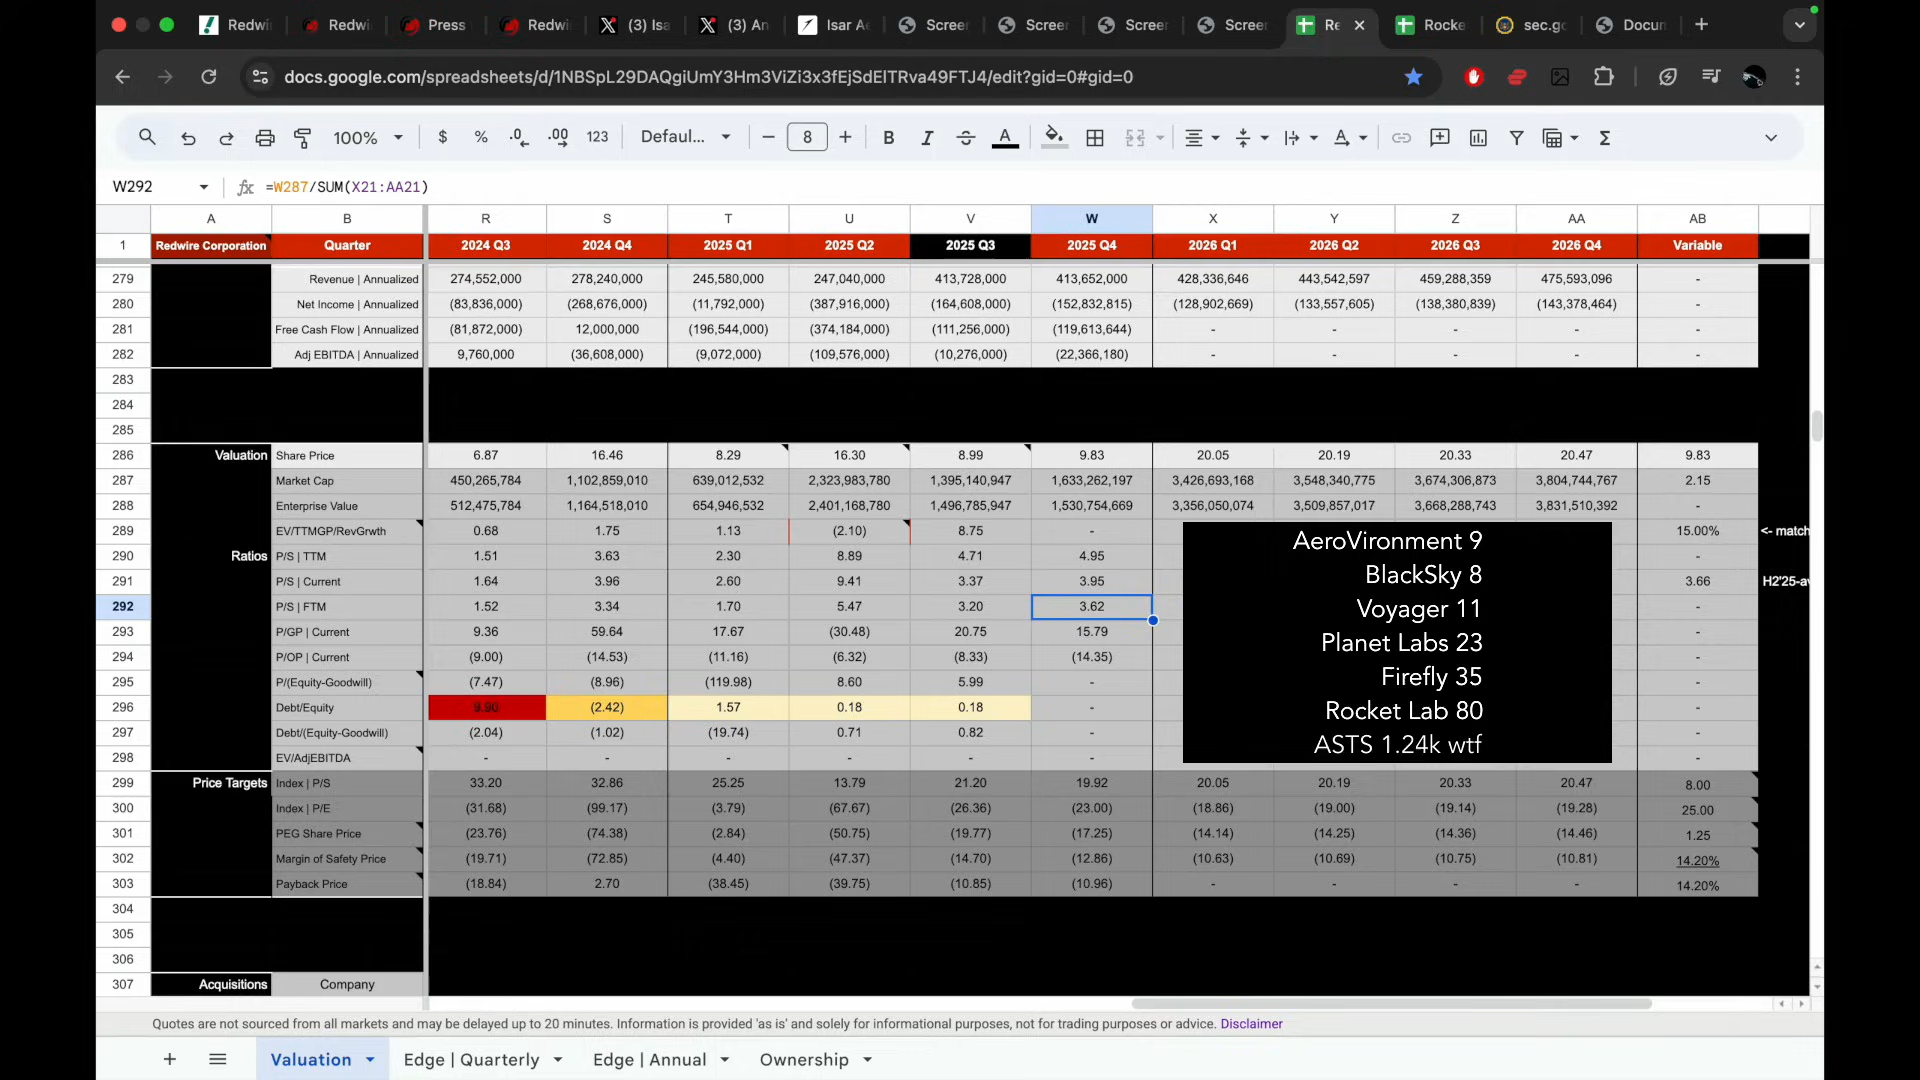 Redwi Redwi Press Redwi (3) Isa (3) An Isar Ae Screer Screer Screer Screer Re Rocke sec.go Docun
docs.google.com/spreadsheets/d/1NBSpL29DAQgiUmY3Hm3ViZi3x3fEjSdElTRva49FTJ4/edit?gid=0#gid=0
100% $ % .0 .00 123 Defaul... 8 B I A
W292 fx =W287/SUM(X21:AA21)
A B R S T U V W X Y Z AA AB
1 Redwire Corporation Quarter 2024 Q3 2024 Q4 2025 Q1 2025 Q2 2025 Q3 2025 Q4 2026 Q1 2026 Q2 2026 Q3 2026 Q4 Variable
279 Revenue | Annualized 274,552,000 278,240,000 245,580,000 247,040,000 413,728,000 413,652,000 428,336,646 443,542,597 459,288,359 475,593,096 -
280 Net Income | Annualized (83,836,000) (268,676,000) (11,792,000) (387,916,000) (164,608,000) (152,832,815) (128,902,669) (133,557,605) (138,380,839) (143,378,464) -
281 Free Cash Flow | Annualized (81,872,000) 12,000,000 (196,544,000) (374,184,000) (111,256,000) (119,613,644) - - - - -
282 Adj EBITDA | Annualized 9,760,000 (36,608,000) (9,072,000) (109,576,000) (10,276,000) (22,366,180) - - - - -
283
284
285
286 Valuation Share Price 6.87 16.46 8.29 16.30 8.99 9.83 20.05 20.19 20.33 20.47 9.83
287 Market Cap 450,265,784 1,102,859,010 639,012,532 2,323,983,780 1,395,140,947 1,633,262,197 3,426,693,168 3,548,340,775 3,674,306,873 3,804,744,767 2.15
288 Enterprise Value 512,475,784 1,164,518,010 654,946,532 2,401,168,780 1,496,785,947 1,530,754,669 3,356,050,074 3,509,857,017 3,668,288,743 3,831,510,392 -
289 EV/TTMGP/RevGrwth 0.68 1.75 1.13 (2.10) 8.75 - 15.00% <- match
290 Ratios P/S | TTM 1.51 3.63 2.30 8.89 4.71 4.95 -
291 P/S | Current 1.64 3.96 2.60 9.41 3.37 3.95 3.66 H2'25-av
292 P/S | FTM 1.52 3.34 1.70 5.47 3.20 3.62 -
293 P/GP | Current 9.36 59.64 17.67 (30.48) 20.75 15.79 -
294 P/OP | Current (9.00) (14.53) (11.16) (6.32) (8.33) (14.35) -
295 P/(Equity-Goodwill) (7.47) (8.96) (119.98) 8.60 5.99 - -
296 Debt/Equity 9.90 (2.42) 1.57 0.18 0.18 - -
297 Debt/(Equity-Goodwill) (2.04) (1.02) (19.74) 0.71 0.82 - -
298 EV/AdjEBITDA - - - - - - -
AeroVironment 9
BlackSky 8
Voyager 11
Planet Labs 23
Firefly 35
Rocket Lab 80
ASTS 1.24k wtf
299 Price Targets Index | P/S 33.20 32.86 25.25 13.79 21.20 19.92 20.05 20.19 20.33 20.47 8.00
300 Index | P/E (31.68) (99.17) (3.79) (67.67) (26.36) (23.00) (18.86) (19.00) (19.14) (19.28) 25.00
301 PEG Share Price (23.76) (74.38) (2.84) (50.75) (19.77) (17.25) (14.14) (14.25) (14.36) (14.46) 1.25
302 Margin of Safety Price (19.71) (72.85) (4.40) (47.37) (14.70) (12.86) (10.63) (10.69) (10.75) (10.81) 14.20%
303 Payback Price (18.84) 2.70 (38.45) (39.75) (10.85) (10.96) - - - - 14.20%
304
305
306
307 Acquisitions Company
Quotes are not sourced from all markets and may be delayed up to 20 minutes. Information is provided 'as is' and solely for informational purposes, not for trading purposes or advice. Disclaimer
Valuation Edge | Quarterly Edge | Annual Ownership